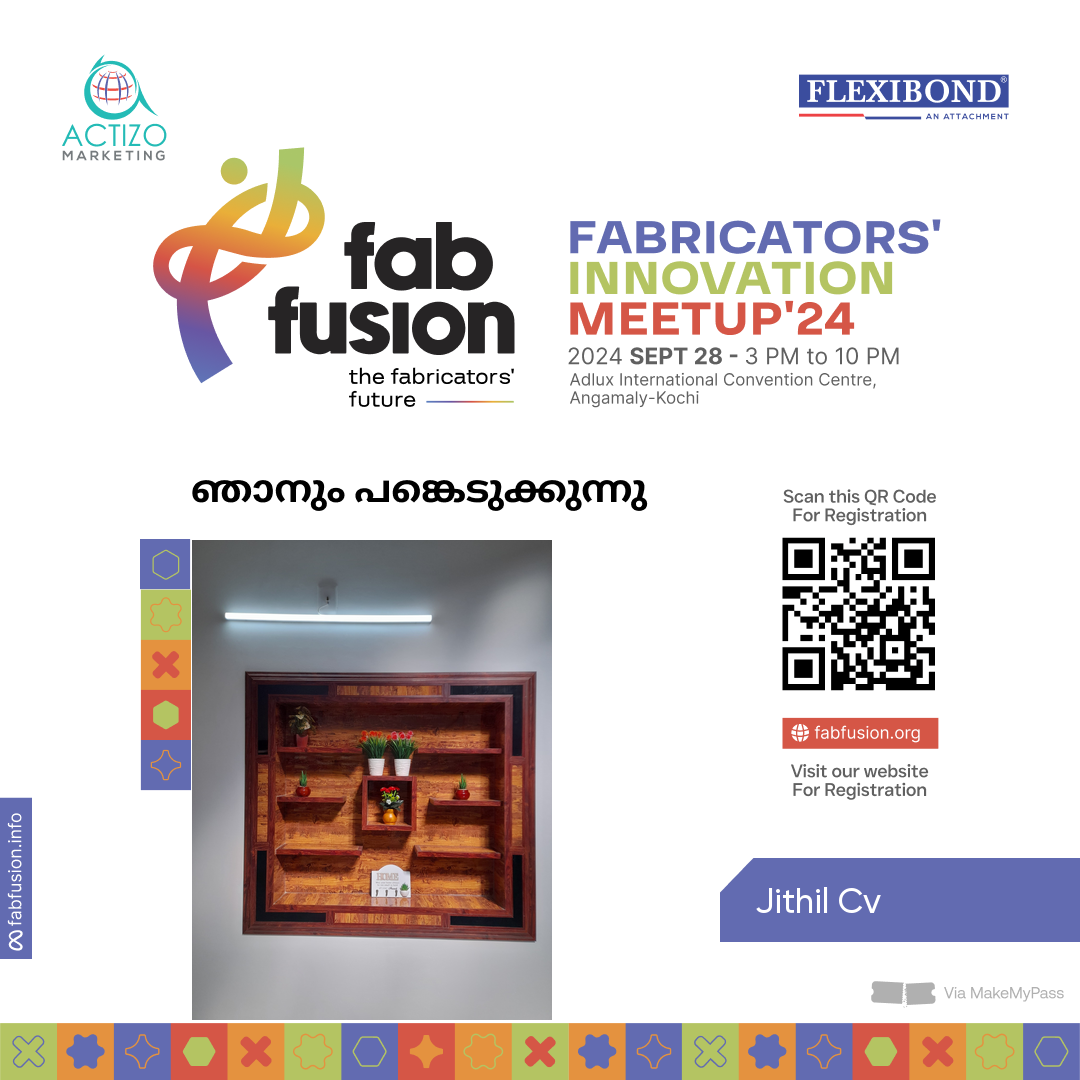 ACTIZO
MARKETING
FLEXIBOND®
AN ATTACHMENT
fab
fusion
the fabricators'
future
FABRICATORS'
INNOVATION
MEETUP'24
2024 SEPT 28 - 3 PM to 10 PM
Adlux International Convention Centre,
Angamaly-Kochi
ഞാനും പങ്കെടുക്കുന്നു
Scan this QR Code
For Registration
fabfusion.org
Visit our website
For Registration
HOME
fabfusion.info
Jithil Cv
Via MakeMyPass